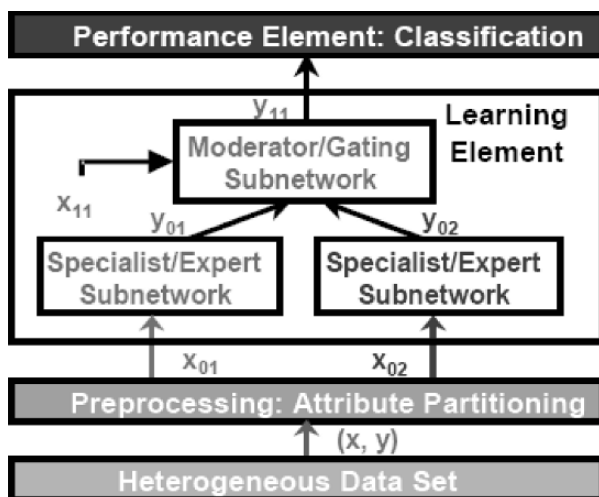 Performance Element: Classification
y11
Learning
Element
Moderator/Gating
Subnetwork
x11
y01
y02
Specialist/Expert
Subnetwork
Specialist/Expert
Subnetwork
x01
x02
Preprocessing: Attribute Partitioning
(x, y)
Heterogeneous Data Set